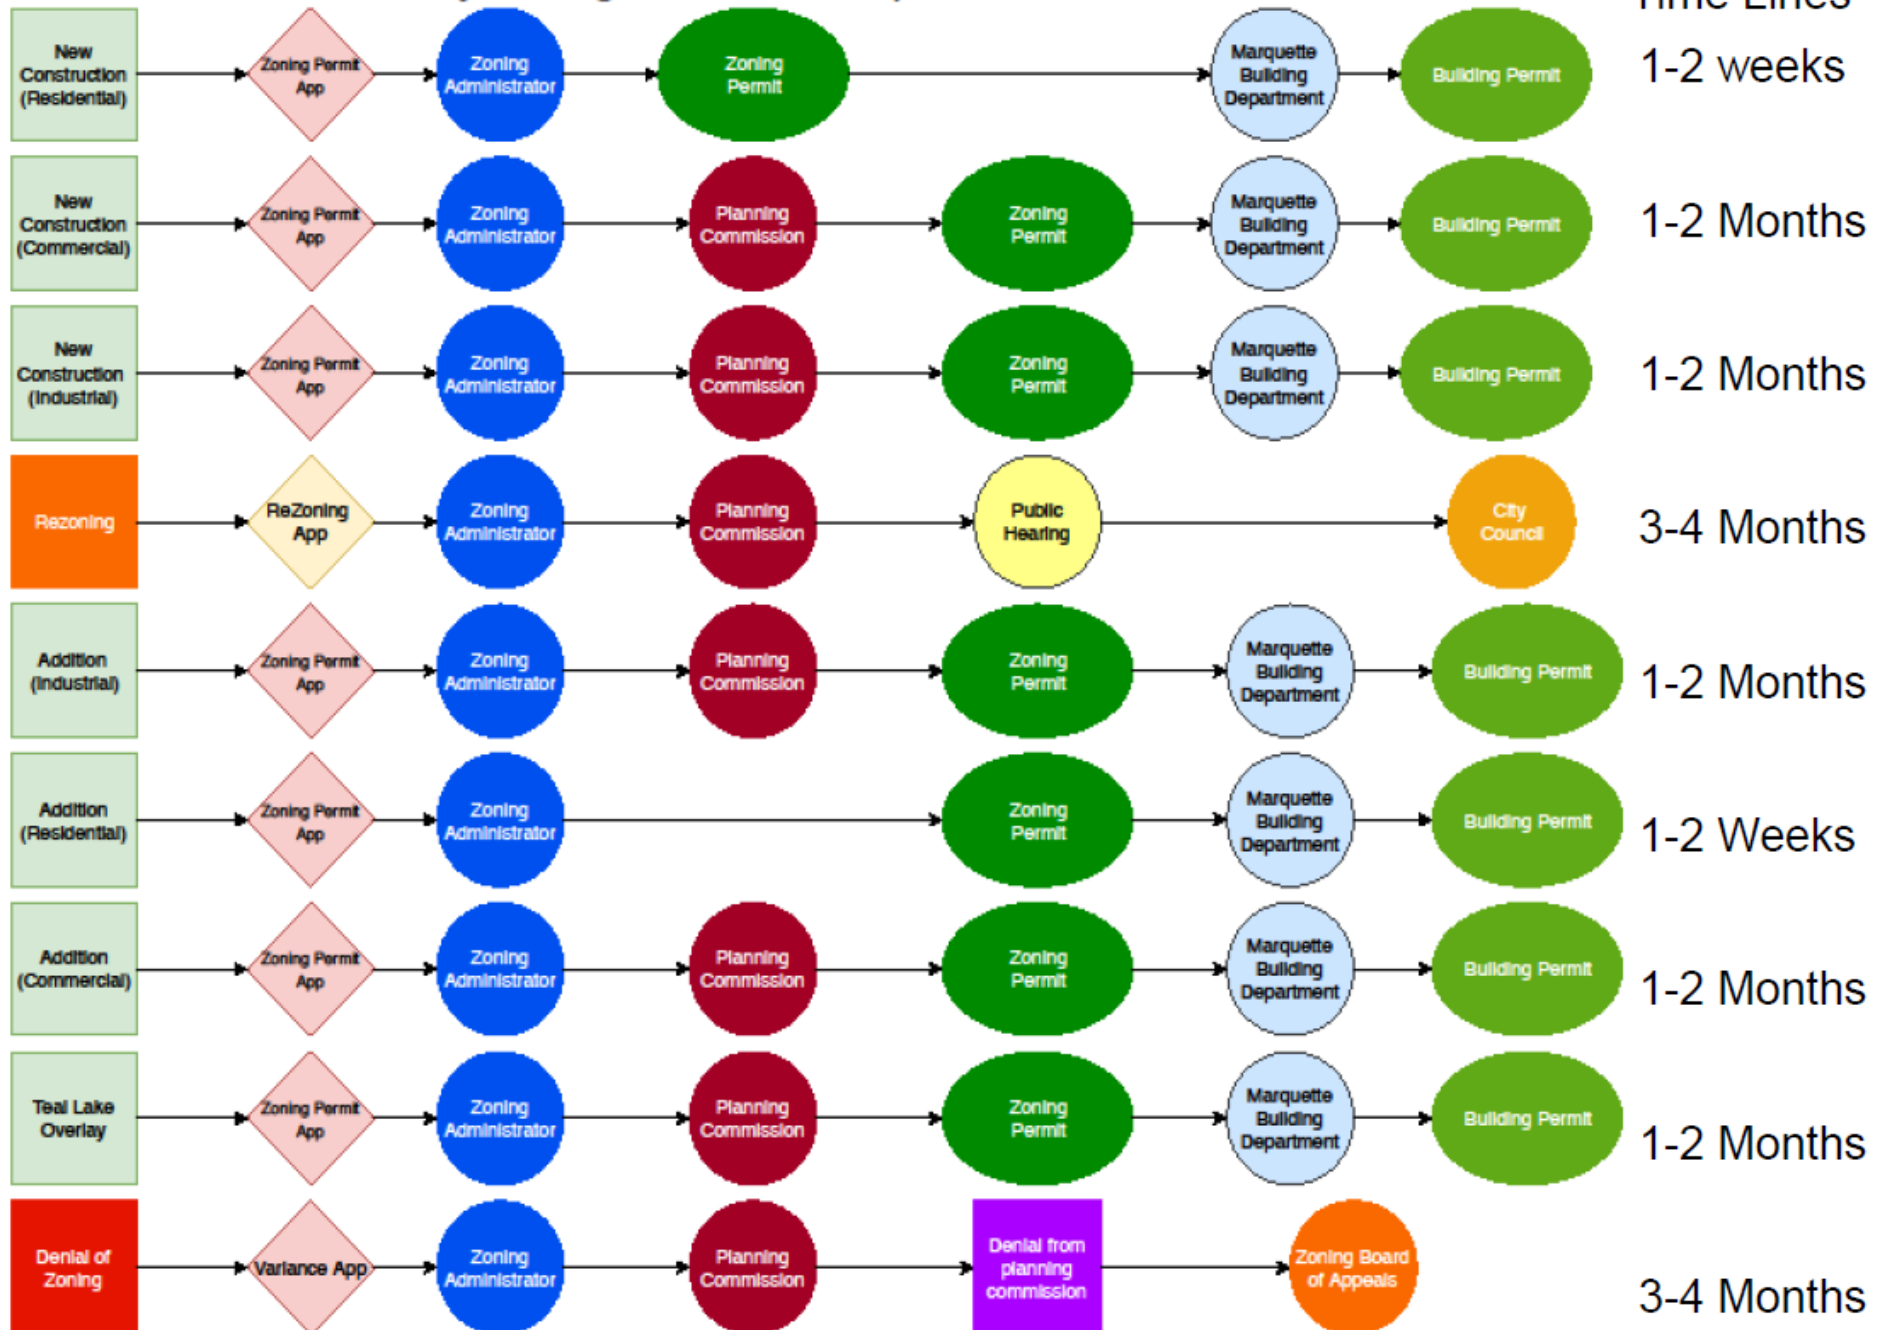 Time Lines
New
Construction
(Residential)
Zoning Permit
App
Zoning
Administrator
Zoning
Permit
Marquette
Building
Department
Building Permit
1-2 weeks
New
Construction
(Commercial)
Zoning Permit
App
Zoning
Administrator
Planning
Commission
Zoning
Permit
Marquette
Building
Department
Building Permit
1-2 Months
New
Construction
(Industrial)
Zoning Permit
App
Zoning
Administrator
Planning
Commission
Zoning
Permit
Marquette
Building
Department
Building Permit
1-2 Months
Rezoning
ReZoning
App
Zoning
Administrator
Planning
Commission
Public
Hearing
City
Council
3-4 Months
Addition
(Industrial)
Zoning Permit
App
Zoning
Administrator
Planning
Commission
Zoning
Permit
Marquette
Building
Department
Building Permit
1-2 Months
Addition
(Residential)
Zoning Permit
App
Zoning
Administrator
Zoning
Permit
Marquette
Building
Department
Building Permit
1-2 Weeks
Addition
(Commercial)
Zoning Permit
App
Zoning
Administrator
Planning
Commission
Zoning
Permit
Marquette
Building
Department
Building Permit
1-2 Months
Teal Lake
Overlay
Zoning Permit
App
Zoning
Administrator
Planning
Commission
Zoning
Permit
Marquette
Building
Department
Building Permit
1-2 Months
Denial of
Zoning
Variance App
Zoning
Administrator
Planning
Commission
Denial from
planning
commission
Zoning Board
of Appeals
3-4 Months